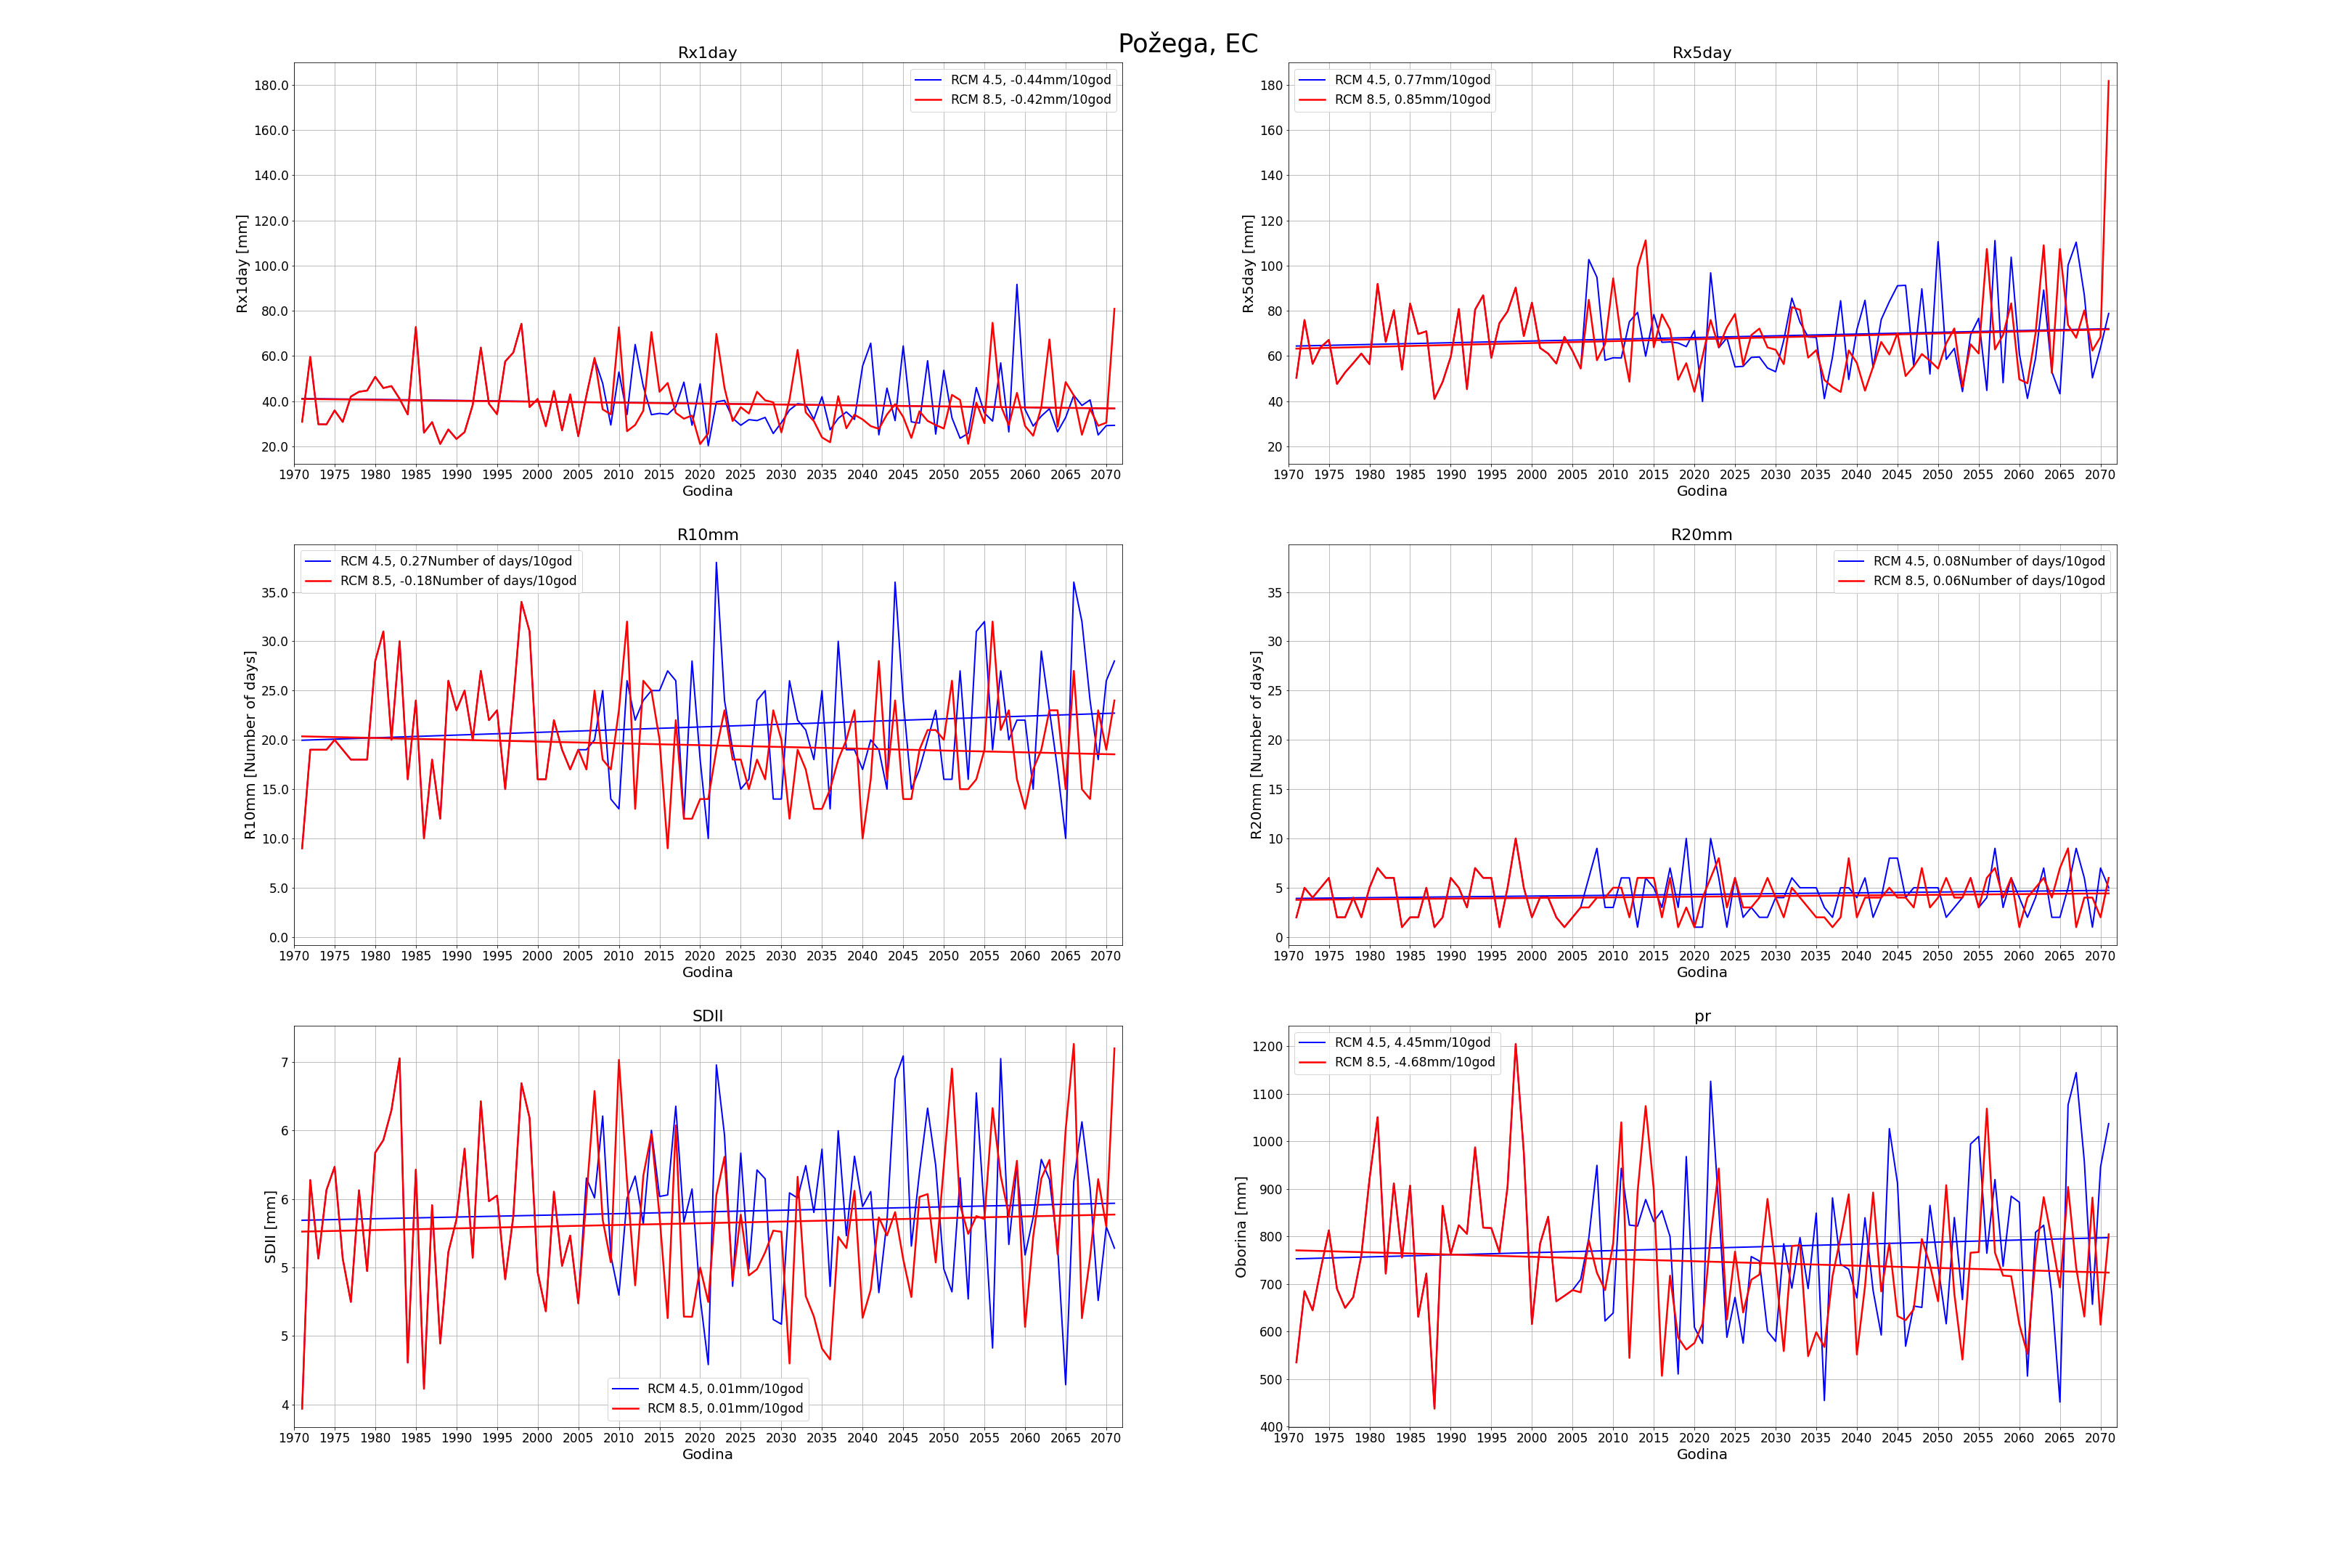 Požega, EC
Rx1day
RCM 4.5, -0.44mm/10god
RCM 8.5, -0.42mm/10god
Rx1day [mm]
180.0
160.0
140.0
120.0
100.0
80.0
60.0
40.0
20.0
1970 1975 1980 1985 1990 1995 2000 2005 2010 2015 2020 2025 2030 2035 2040 2045 2050 2055 2060 2065 2070
Godina
Rx5day
RCM 4.5, 0.77mm/10god
RCM 8.5, 0.85mm/10god
Rx5day [mm]
180
160
140
120
100
80
60
40
20
1970 1975 1980 1985 1990 1995 2000 2005 2010 2015 2020 2025 2030 2035 2040 2045 2050 2055 2060 2065 2070
Godina
R10mm
RCM 4.5, 0.27Number of days/10god
RCM 8.5, -0.18Number of days/10god
R10mm [Number of days]
35.0
30.0
25.0
20.0
15.0
10.0
5.0
0.0
1970 1975 1980 1985 1990 1995 2000 2005 2010 2015 2020 2025 2030 2035 2040 2045 2050 2055 2060 2065 2070
Godina
R20mm
RCM 4.5, 0.08Number of days/10god
RCM 8.5, 0.06Number of days/10god
R20mm [Number of days]
35
30
25
20
15
10
5
0
1970 1975 1980 1985 1990 1995 2000 2005 2010 2015 2020 2025 2030 2035 2040 2045 2050 2055 2060 2065 2070
Godina
SDII
RCM 4.5, 0.01mm/10god
RCM 8.5, 0.01mm/10god
SDII [mm]
7
6
6
5
5
4
1970 1975 1980 1985 1990 1995 2000 2005 2010 2015 2020 2025 2030 2035 2040 2045 2050 2055 2060 2065 2070
Godina
pr
RCM 4.5, 4.45mm/10god
RCM 8.5, -4.68mm/10god
Oborina [mm]
1200
1100
1000
900
800
700
600
500
400
1970 1975 1980 1985 1990 1995 2000 2005 2010 2015 2020 2025 2030 2035 2040 2045 2050 2055 2060 2065 2070
Godina